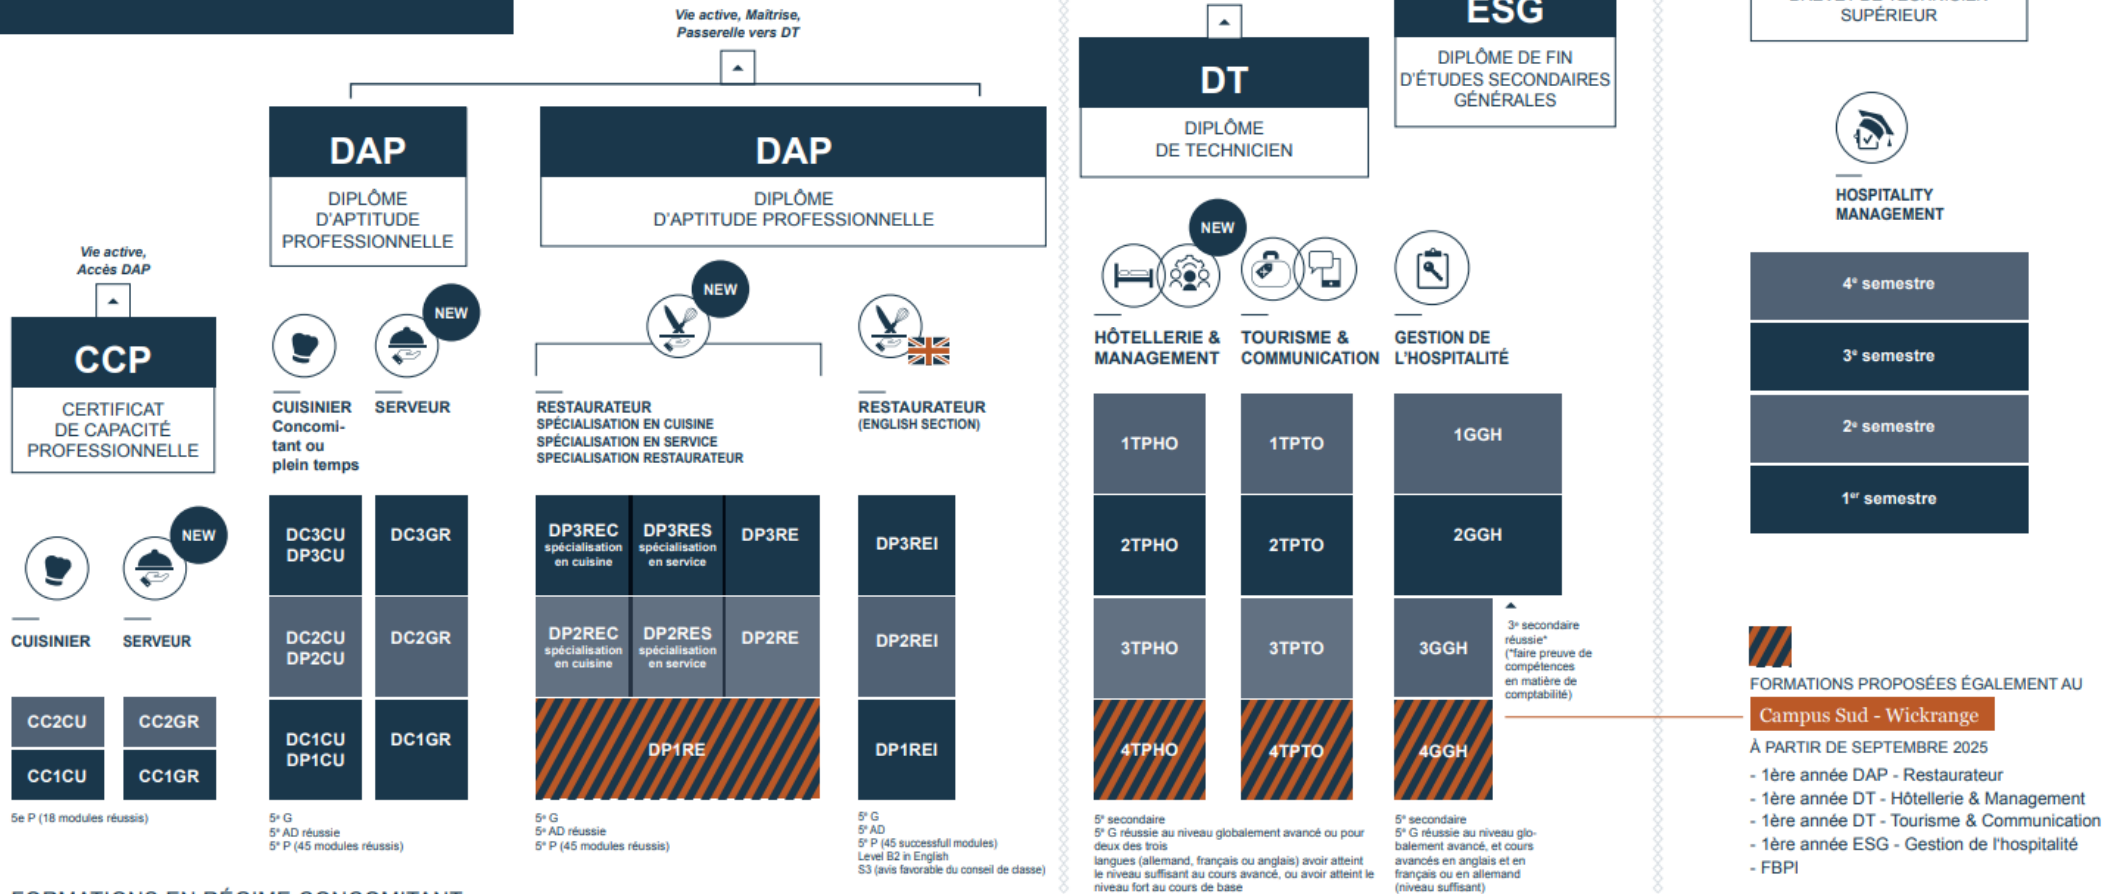 Vie active, Maîtrise,
Passerelle vers DT
DAP
DIPLÔME
D'APTITUDE
PROFESSIONNELLE
DAP
DIPLÔME
D'APTITUDE PROFESSIONNELLE
Vie active,
Accès DAP
CCP
CERTIFICAT
DE CAPACITÉ
PROFESSIONNELLE
NEW
CUISINIER
SERVEUR
CC2CU
CC2GR
CC1CU
CC1GR
5e P (18 modules réussis)
NEW
CUISINIER
Concomi-
tant ou
plein temps
SERVEUR
DC3CU
DP3CU
DC3GR
DC2CU
DP2CU
DC2GR
DC1CU
DP1CU
DC1GR
5e G
5e AD réussie
5e P (45 modules réussis)
NEW
RESTAURATEUR
SPÉCIALISATION EN CUISINE
SPÉCIALISATION EN SERVICE
SPECIALISATION RESTAURATEUR
DP3REC
spécialisation
en cuisine
DP3RES
spécialisation
en service
DP3RE
DP2REC
spécialisation
en cuisine
DP2RES
spécialisation
en service
DP2RE
DP1RE
5e G
5e AD réussie
5e P (45 modules réussis)
RESTAURATEUR
(ENGLISH SECTION)
DP3REI
DP2REI
DP1REI
5e G
5e AD
5e P (45 successfull modules)
Level B2 in English
S3 (avis favorable du conseil de classe)
DT
DIPLÔME
DE TECHNICIEN
NEW
HÔTELLERIE &
MANAGEMENT
TOURISME &
COMMUNICATION
1TPHO
1TPTO
2TPHO
2TPTO
3TPHO
3TPTO
4TPHO
4TPTO
5e secondaire
5e G réussie au niveau globalement avancé ou pour
deux des trois
langues (allemand, français ou anglais) avoir atteint
le niveau suffisant au cours avancé, ou avoir atteint le
niveau fort au cours de base
ESG
DIPLÔME DE FIN
D'ÉTUDES SECONDAIRES
GÉNÉRALES
GESTION DE
L'HOSPITALITÉ
1GGH
2GGH
3GGH
3e secondaire
réussie*
(*faire preuve de
compétences
en matière de
comptabilité)
4GGH
5e secondaire
5e G réussie au niveau glo-
balement avancé, et cours
avancés en anglais et en
français ou en allemand
(niveau suffisant)
SUPÉRIEUR
HOSPITALITY
MANAGEMENT
4e semestre
3e semestre
2e semestre
1er semestre
FORMATIONS PROPOSÉES ÉGALEMENT AU
Campus Sud - Wickrange
À PARTIR DE SEPTEMBRE 2025
- 1ère année DAP - Restaurateur
- 1ère année DT - Hôtellerie & Management
- 1ère année DT - Tourisme & Communication
- 1ère année ESG - Gestion de l'hospitalité
- FBPI